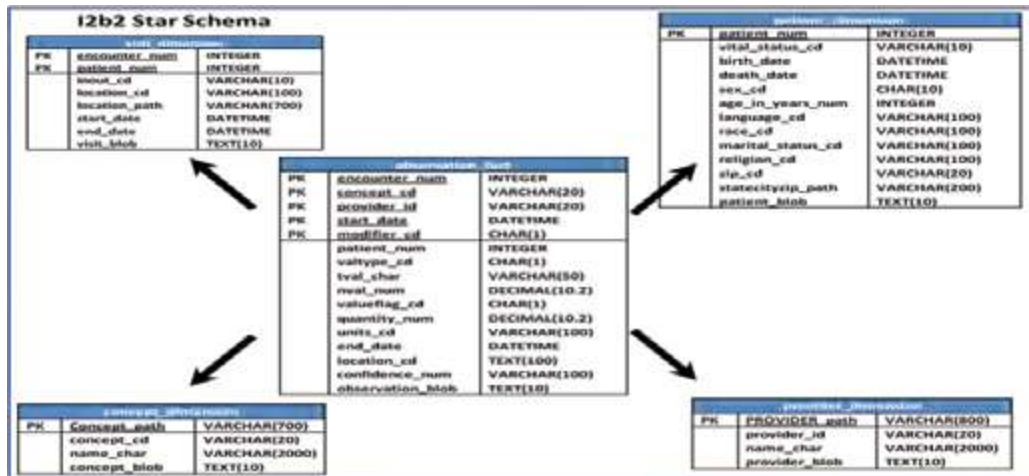 I2b2 Star Schema
visit_dimension
PK encounter_num INTEGER
PK patient_num INTEGER
inout_cd VARCHAR(10)
location_cd VARCHAR(100)
location_path VARCHAR(700)
start_date DATETIME
end_date DATETIME
visit_blob TEXT(10)
patient_dimension
PK patient_num INTEGER
vital_status_cd VARCHAR(10)
birth_date DATETIME
death_date DATETIME
sex_cd CHAR(10)
age_in_years_num INTEGER
language_cd VARCHAR(100)
race_cd VARCHAR(100)
marital_status_cd VARCHAR(100)
religion_cd VARCHAR(100)
zip_cd VARCHAR(20)
statecityzip_path VARCHAR(200)
patient_blob TEXT(10)
observation_fact
PK encounter_num INTEGER
PK concept_cd VARCHAR(20)
PK provider_id VARCHAR(20)
PK start_date DATETIME
PK modifier_cd CHAR(1)
patient_num INTEGER
valtype_cd CHAR(1)
tval_char VARCHAR(50)
nval_num DECIMAL(10.2)
valueflag_cd CHAR(1)
quantity_num DECIMAL(10.2)
units_cd VARCHAR(100)
end_date DATETIME
location_cd TEXT(100)
confidence_num VARCHAR(100)
observation_blob TEXT(10)
concept_dimension
PK Concept_path VARCHAR(700)
concept_cd VARCHAR(20)
name_char VARCHAR(2000)
concept_blob TEXT(10)
provider_dimension
PK PROVIDER_path VARCHAR(800)
provider_id VARCHAR(20)
name_char VARCHAR(2000)
provider_blob TEXT(10)